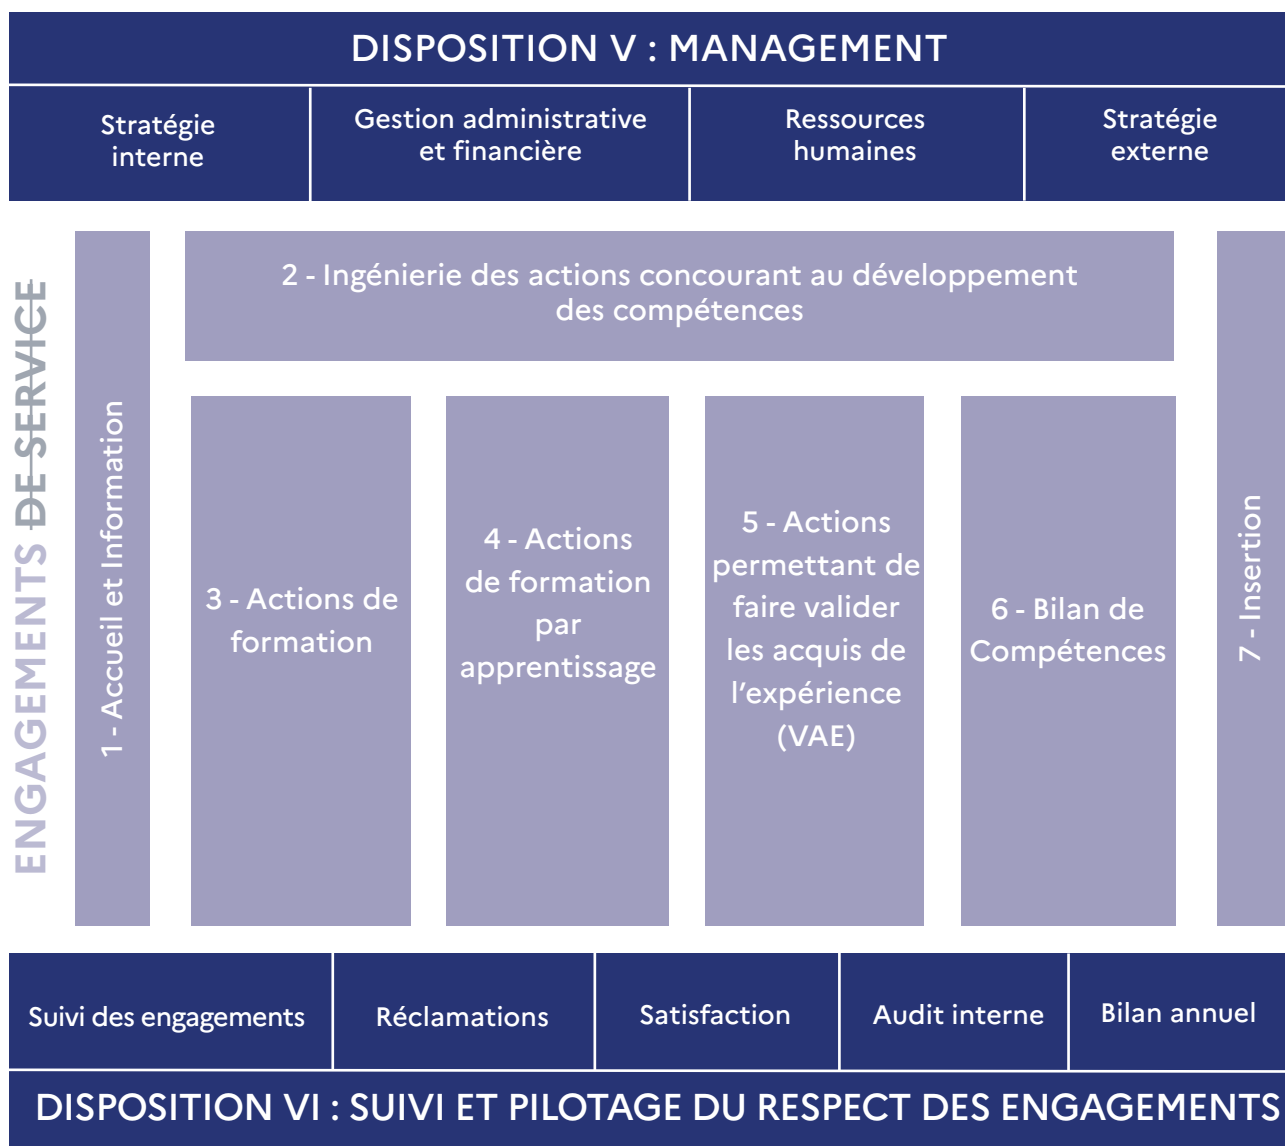 DISPOSITION V : MANAGEMENT
Stratégie
interne
Gestion administrative
et financière
Ressources
humaines
Stratégie
externe
ENGAGEMENTS DE SERVICE
1 - Accueil et Information
2 - Ingénierie des actions concourant au développement
des compétences
3 - Actions de
formation
4 - Actions
de formation
par
apprentissage
5 - Actions
permettant de
faire valider
les acquis de
l'expérience
(VAE)
6 - Bilan de
Compétences
7 - Insertion
Suivi des engagements
Réclamations
Satisfaction
Audit interne
Bilan annuel
DISPOSITION VI : SUIVI ET PILOTAGE DU RESPECT DES ENGAGEMENTS